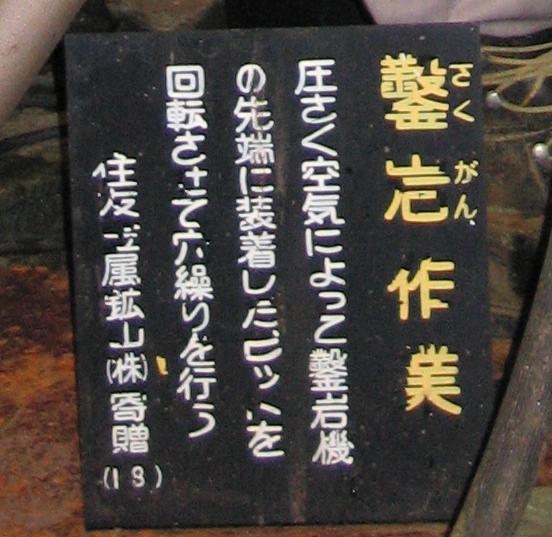 鑿岩作業
さく がん
圧さく空気によって鑿岩機
の先端に装着したビットを
回転させて穴繰りを行う
住友金属鉱山(株)寄贈
(18)